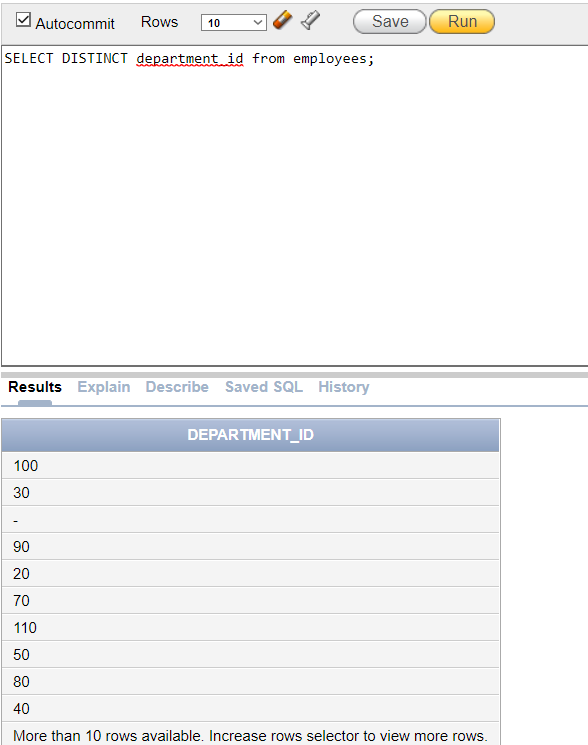 Autocommit Rows 10 Save Run
SELECT DISTINCT department_id from employees;
Results Explain Describe Saved SQL History
DEPARTMENT_ID
100
30
-
90
20
70
110
50
80
40
More than 10 rows available. Increase rows selector to view more rows.